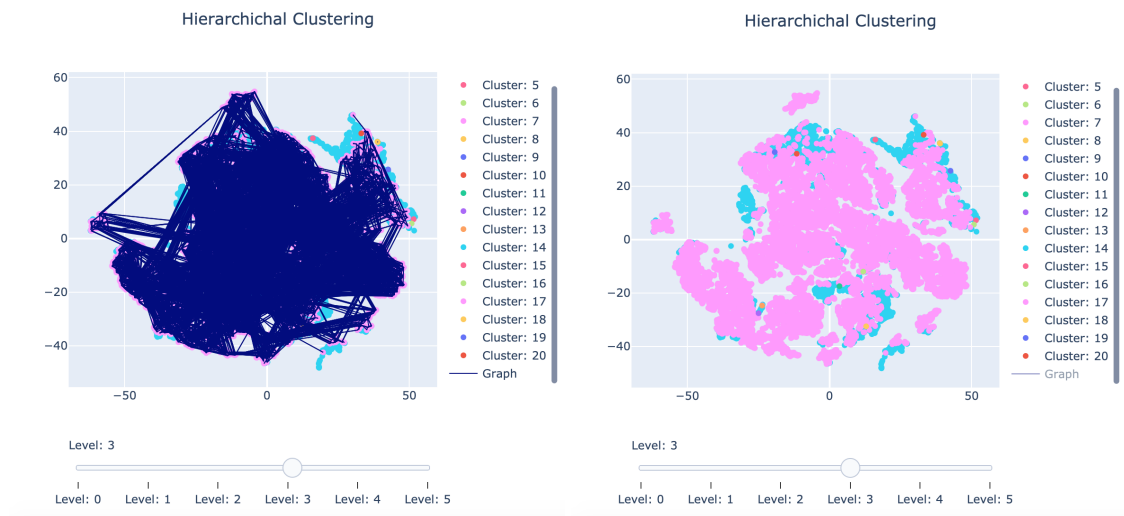 Hierarchichal Clustering
60
40
20
0
−20
−40
−50
0
50
Cluster: 5
Cluster: 6
Cluster: 7
Cluster: 8
Cluster: 9
Cluster: 10
Cluster: 11
Cluster: 12
Cluster: 13
Cluster: 14
Cluster: 15
Cluster: 16
Cluster: 17
Cluster: 18
Cluster: 19
Cluster: 20
Graph
Level: 3
Level: 0 Level: 1 Level: 2 Level: 3 Level: 4 Level: 5
Hierarchichal Clustering
60
40
20
0
−20
−40
−50
0
50
Cluster: 5
Cluster: 6
Cluster: 7
Cluster: 8
Cluster: 9
Cluster: 10
Cluster: 11
Cluster: 12
Cluster: 13
Cluster: 14
Cluster: 15
Cluster: 16
Cluster: 17
Cluster: 18
Cluster: 19
Cluster: 20
Graph
Level: 3
Level: 0 Level: 1 Level: 2 Level: 3 Level: 4 Level: 5